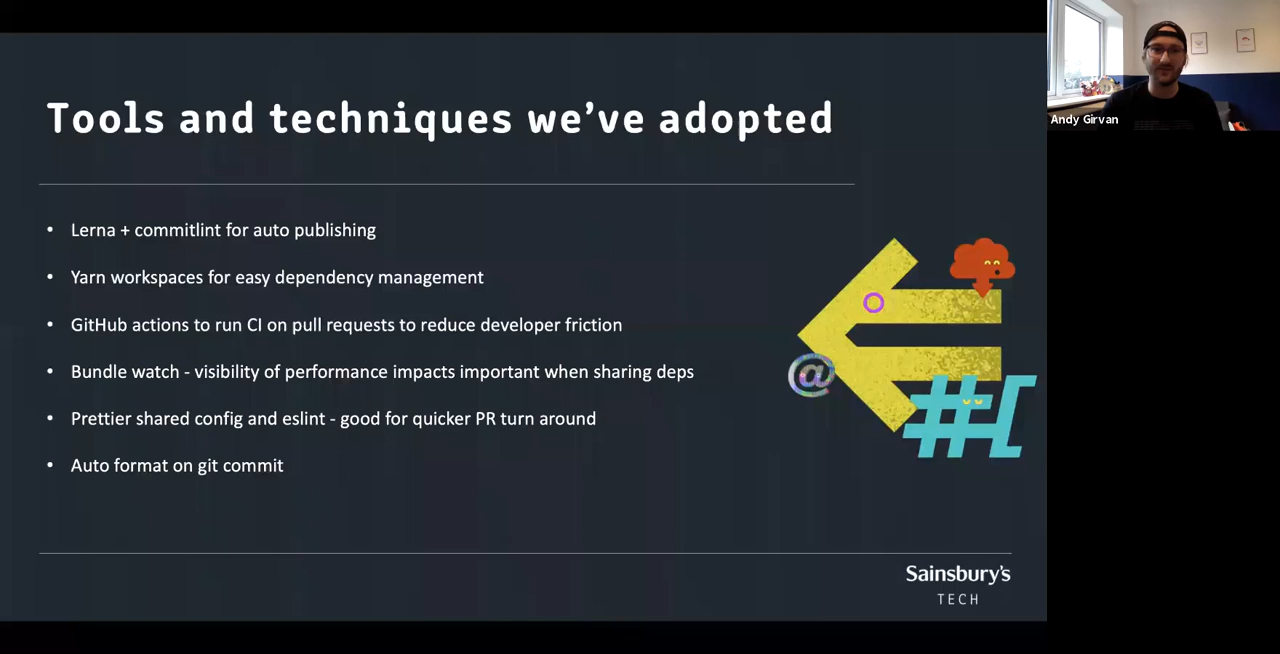 Tools and techniques we've adopted
• Lerna + commitlint for auto publishing
• Yarn workspaces for easy dependency management
• GitHub actions to run CI on pull requests to reduce developer friction
• Bundle watch - visibility of performance impacts important when sharing deps
• Prettier shared config and eslint - good for quicker PR turn around
• Auto format on git commit
@
#[
Sainsbury's
TECH
Andy Girvan